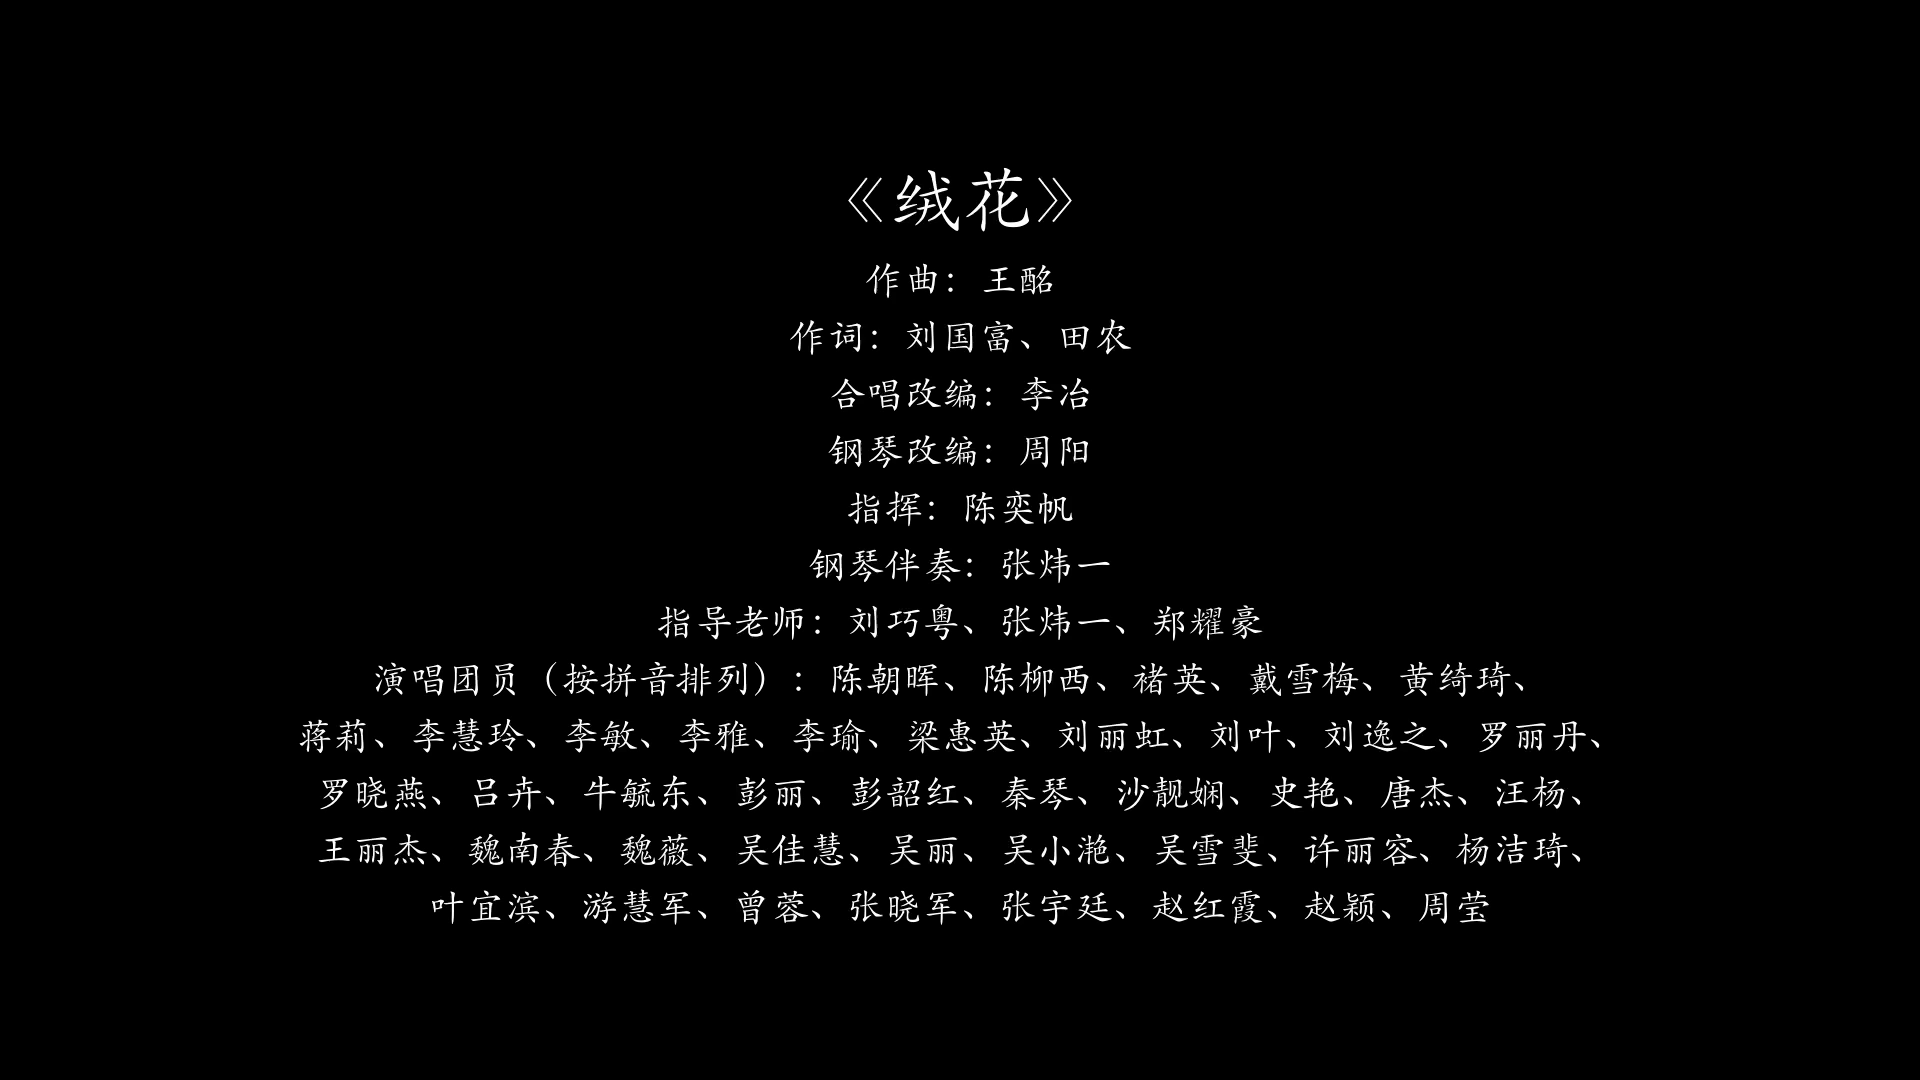 《绒花》
作曲：王酩
作词：刘国富、田农
合唱改编：李冶
钢琴改编：周阳
指挥：陈奕帆
钢琴伴奏：张炜一
指导老师：刘巧粤、张炜一、郑耀豪
演唱团员（按拼音排列）：陈朝晖、陈柳西、褚英、戴雪梅、黄绮琦、
蒋莉、李慧玲、李敏、李雅、李瑜、梁惠英、刘丽虹、刘叶、刘逸之、罗丽丹、
罗晓燕、吕卉、牛毓东、彭丽、彭韶红、秦琴、沙靓娴、史艳、唐杰、汪杨、
王丽杰、魏南春、魏薇、吴佳慧、吴丽、吴小滟、吴雪斐、许丽容、杨洁琦、
叶宜滨、游慧军、曾蓉、张晓军、张宇廷、赵红霞、赵颖、周莹